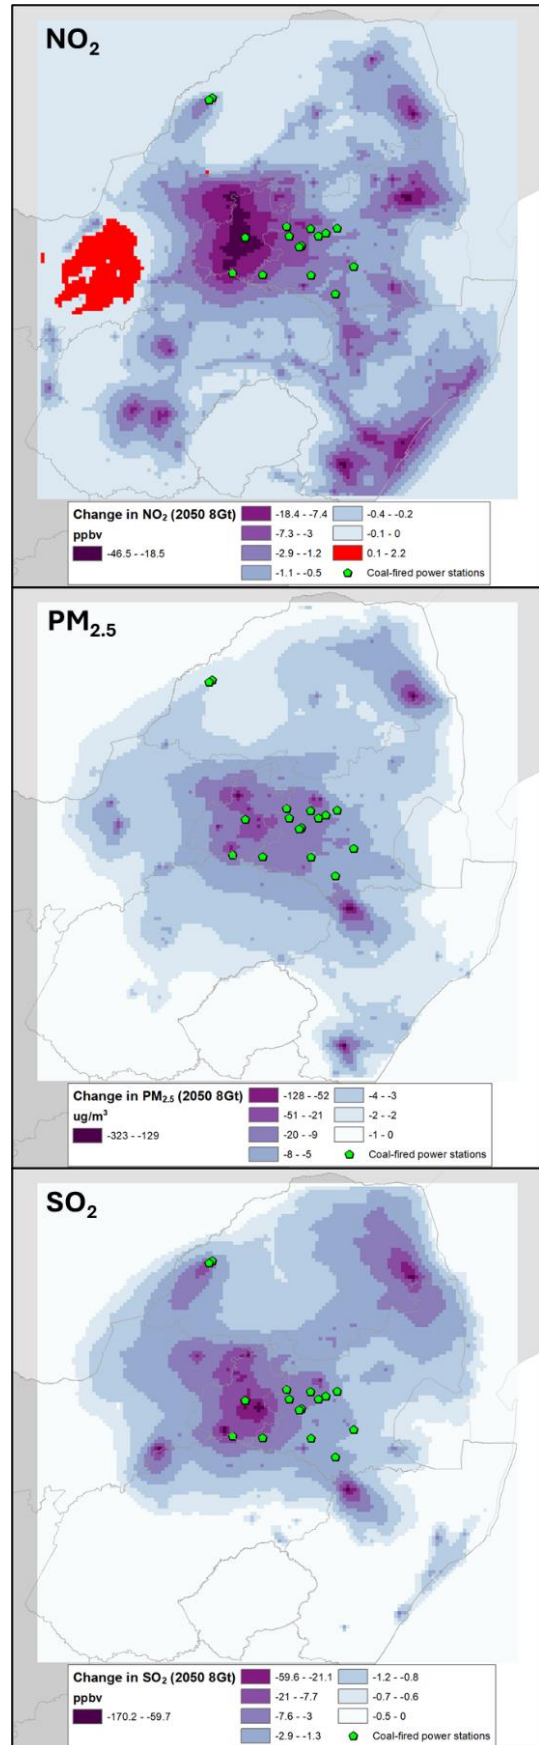 NO₂
Change in NO₂ (2050 8Gt)
ppbv
-46.5 - -18.5
-18.4 - -7.4
-7.3 - -3
-2.9 - -1.2
-1.1 - -0.5
-0.4 - -0.2
-0.1 - 0
0.1 - 2.2
Coal-fired power stations
PM₂.₅
Change in PM₂.₅ (2050 8Gt)
ug/m³
-323 - -129
-128 - -52
-51 - -21
-20 - -9
-8 - -5
-4 - -3
-2 - -2
-1 - 0
Coal-fired power stations
SO₂
Change in SO₂ (2050 8Gt)
ppbv
-170.2 - -59.7
-59.6 - -21.1
-21 - -7.7
-7.6 - -3
-2.9 - -1.3
-1.2 - -0.8
-0.7 - -0.6
-0.5 - 0
Coal-fired power stations